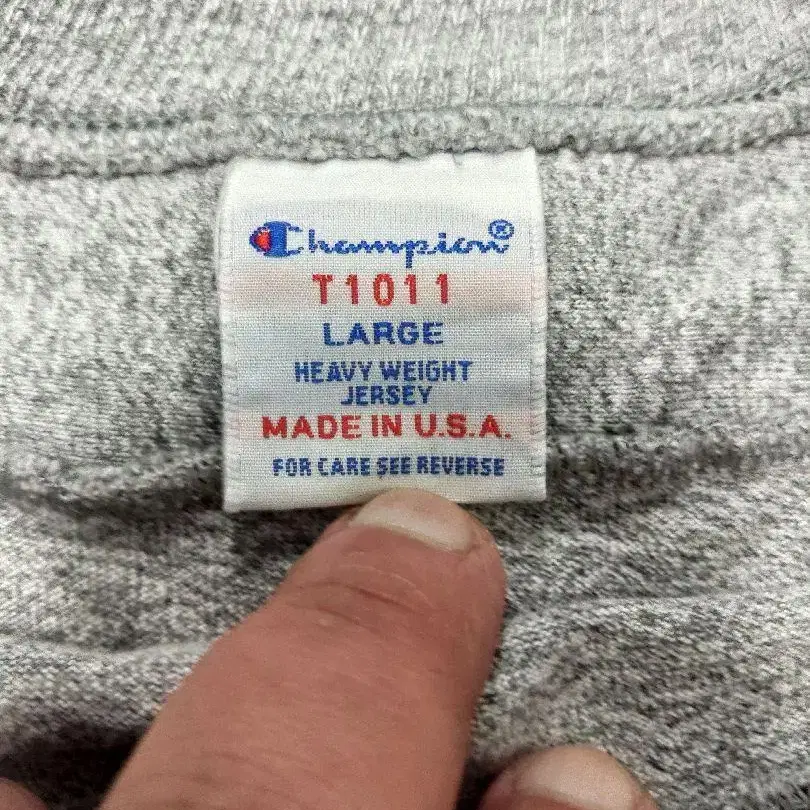 Champion®
T1011
LARGE
HEAVY WEIGHT
JERSEY
MADE IN U.S.A.
FOR CARE SEE REVERSE